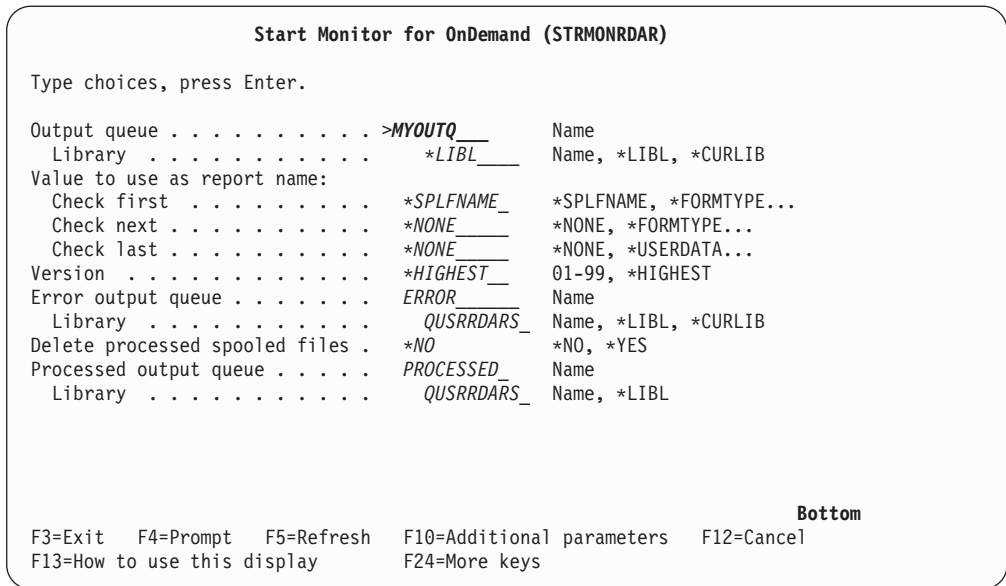 Start Monitor for OnDemand (STRMONRDAR)
Type choices, press Enter.
Output queue . . . . . . . . . . >MYOUTQ___ Name
Library . . . . . . . . . . . *LIBL____ Name, *LIBL, *CURLIB
Value to use as report name:
Check first . . . . . . . . . *SPLFNAME_ *SPLFNAME, *FORMTYPE...
Check next . . . . . . . . . . *NONE_____ *NONE, *FORMTYPE...
Check last . . . . . . . . . . *NONE_____ *NONE, *USERDATA...
Version . . . . . . . . . . . . *HIGHEST__ 01-99, *HIGHEST
Error output queue . . . . . . . ERROR______ Name
Library . . . . . . . . . . . QUSRRDARS_ Name, *LIBL, *CURLIB
Delete processed spooled files . *NO *NO, *YES
Processed output queue . . . . . PROCESSED_ Name
Library . . . . . . . . . . . QUSRRDARS_ Name, *LIBL
Bottom
F3=Exit F4=Prompt F5=Refresh F10=Additional parameters F12=Cancel
F13=How to use this display F24=More keys